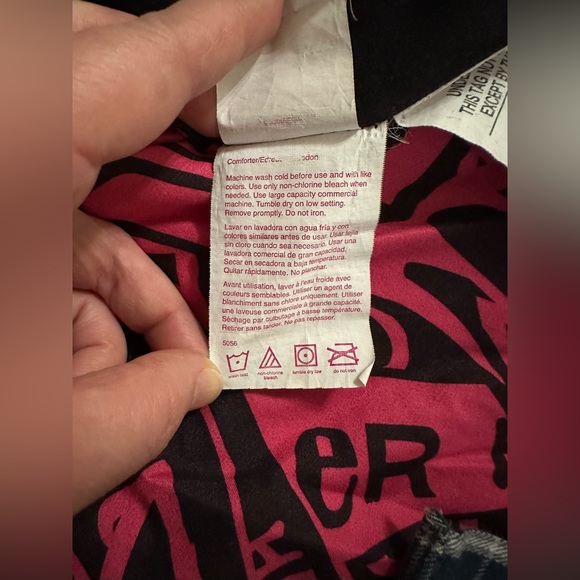 UNDE
THIS TAG NOT
EXCEPT BY TH
Comforter/Ed
Machine wash cold before use and with like
colors. Use only non-chlorine bleach when
needed. Use large capacity commercial
machine. Tumble dry on low setting.
Remove promptly. Do not iron.
Lavar en lavadora con agua fría y con
colores similares antes de usar. Usar lejía
sin cloro cuando sea necesario. Usar una
lavadora comercial de gran capacidad.
Secar en secadora a baja temperatura.
Quitar rápidamente. No planchar.
Avant utilisation, laver à l'eau froide avec
couleurs semblables. Utiliser un agent de
blanchiment sans chlore uniquement. Utiliser
une laveuse commerciale à grande capacité.
Séchage par culbutage à basse température.
Retirer sans tarder. Ne pas repasser.
5056
wash cold non-chlorine bleach tumble dry low do not iron
eR